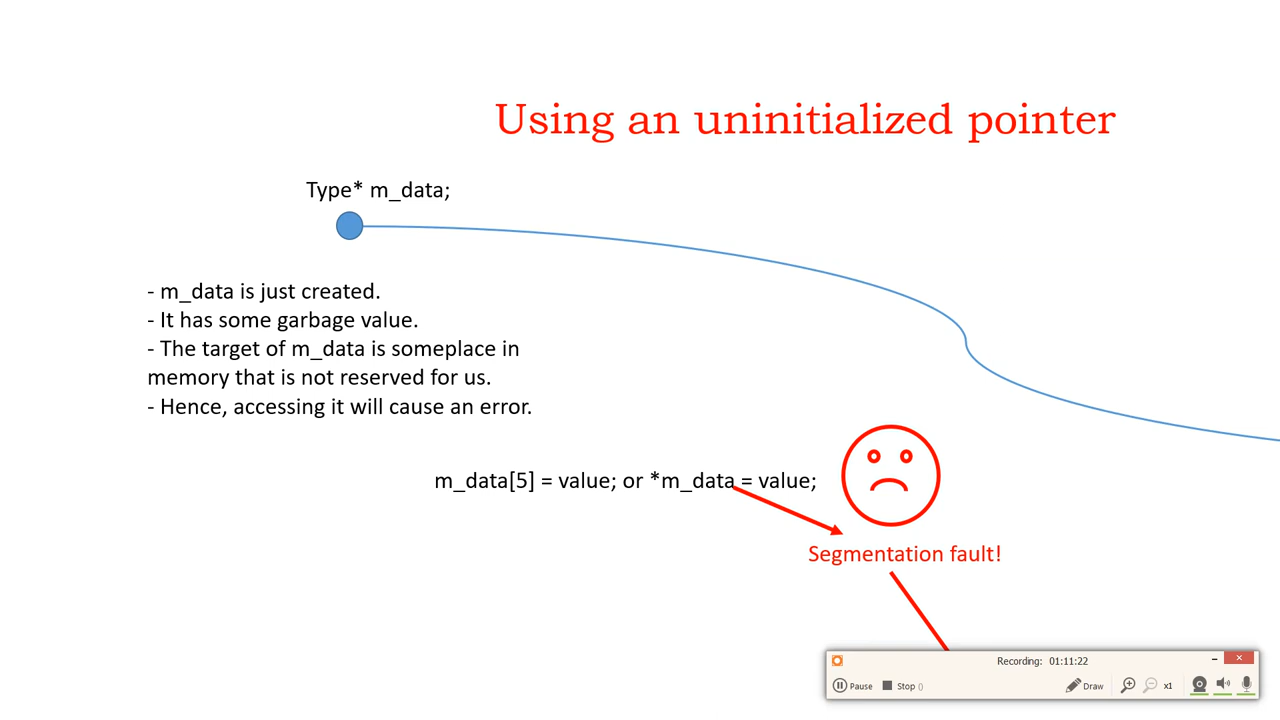 Using an uninitialized pointer
Type* m_data;
- m_data is just created.
- It has some garbage value.
- The target of m_data is someplace in
memory that is not reserved for us.
- Hence, accessing it will cause an error.
m_data[5] = value; or *m_data = value;
Segmentation fault!
Recording: 01:11:22
Pause Stop () Draw x1